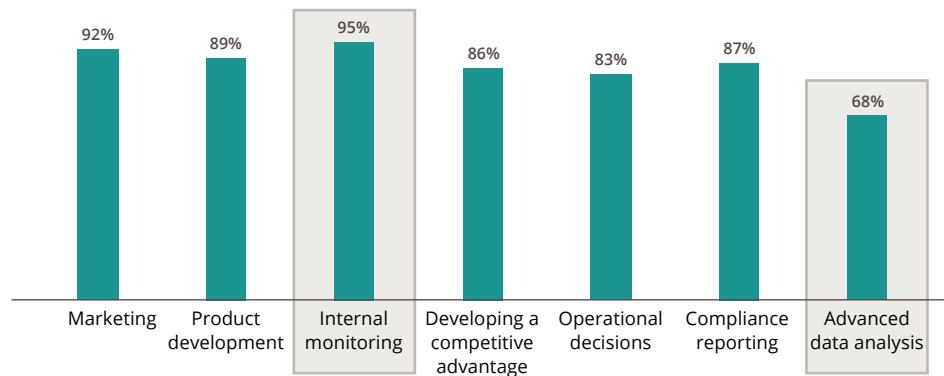 92%
89%
95%
86%
83%
87%
68%
Marketing
Product
development
Internal
monitoring
Developing a
competitive
advantage
Operational
decisions
Compliance
reporting
Advanced
data analysis